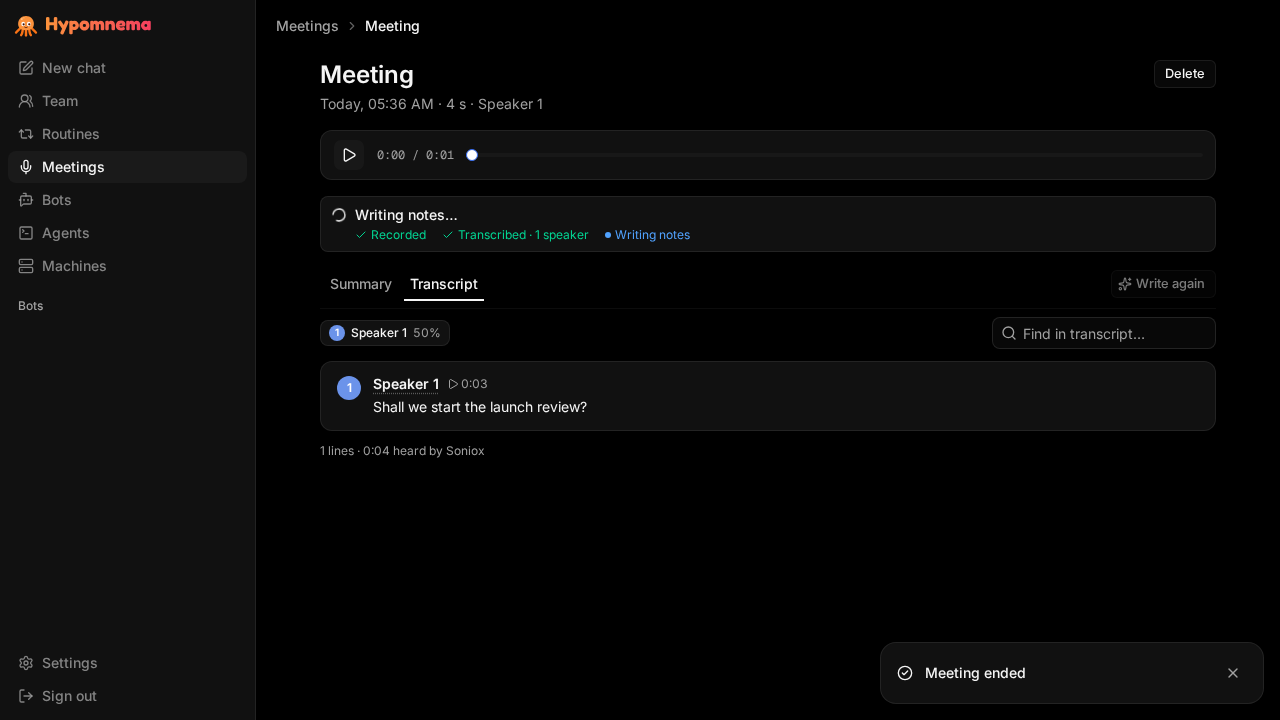 Hypomnema
New chat
Team
Routines
Meetings
Bots
Agents
Machines
Bots
Settings
Sign out
Meetings > Meeting
Meeting
Delete
Today, 05:36 AM · 4 s · Speaker 1
0:00 / 0:01
Writing notes...
Recorded
Transcribed · 1 speaker
Writing notes
Summary
Transcript
Write again
1 Speaker 1 50%
Find in transcript...
1 Speaker 1 0:03
Shall we start the launch review?
1 lines · 0:04 heard by Soniox
Meeting ended